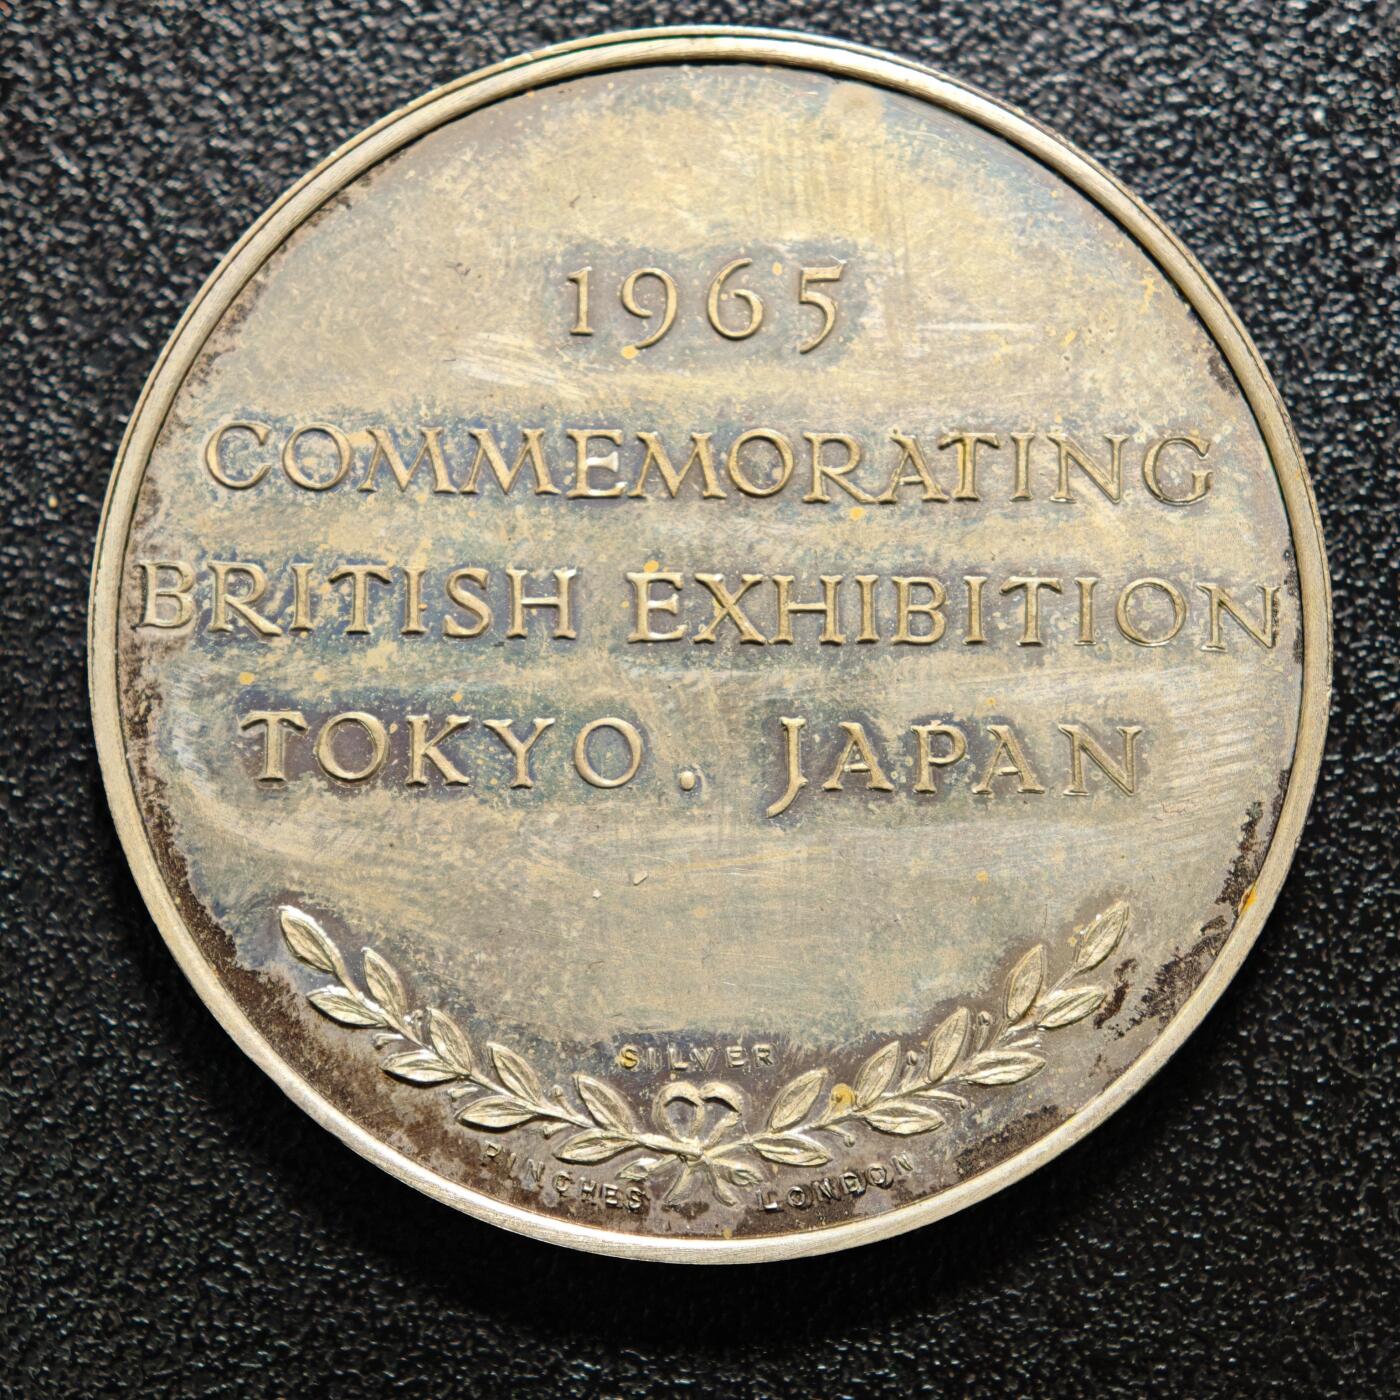 1965
COMMEMORATING
BRITISH EXHIBITION
TOKYO. JAPAN
SILVER
PINCHES LONDON